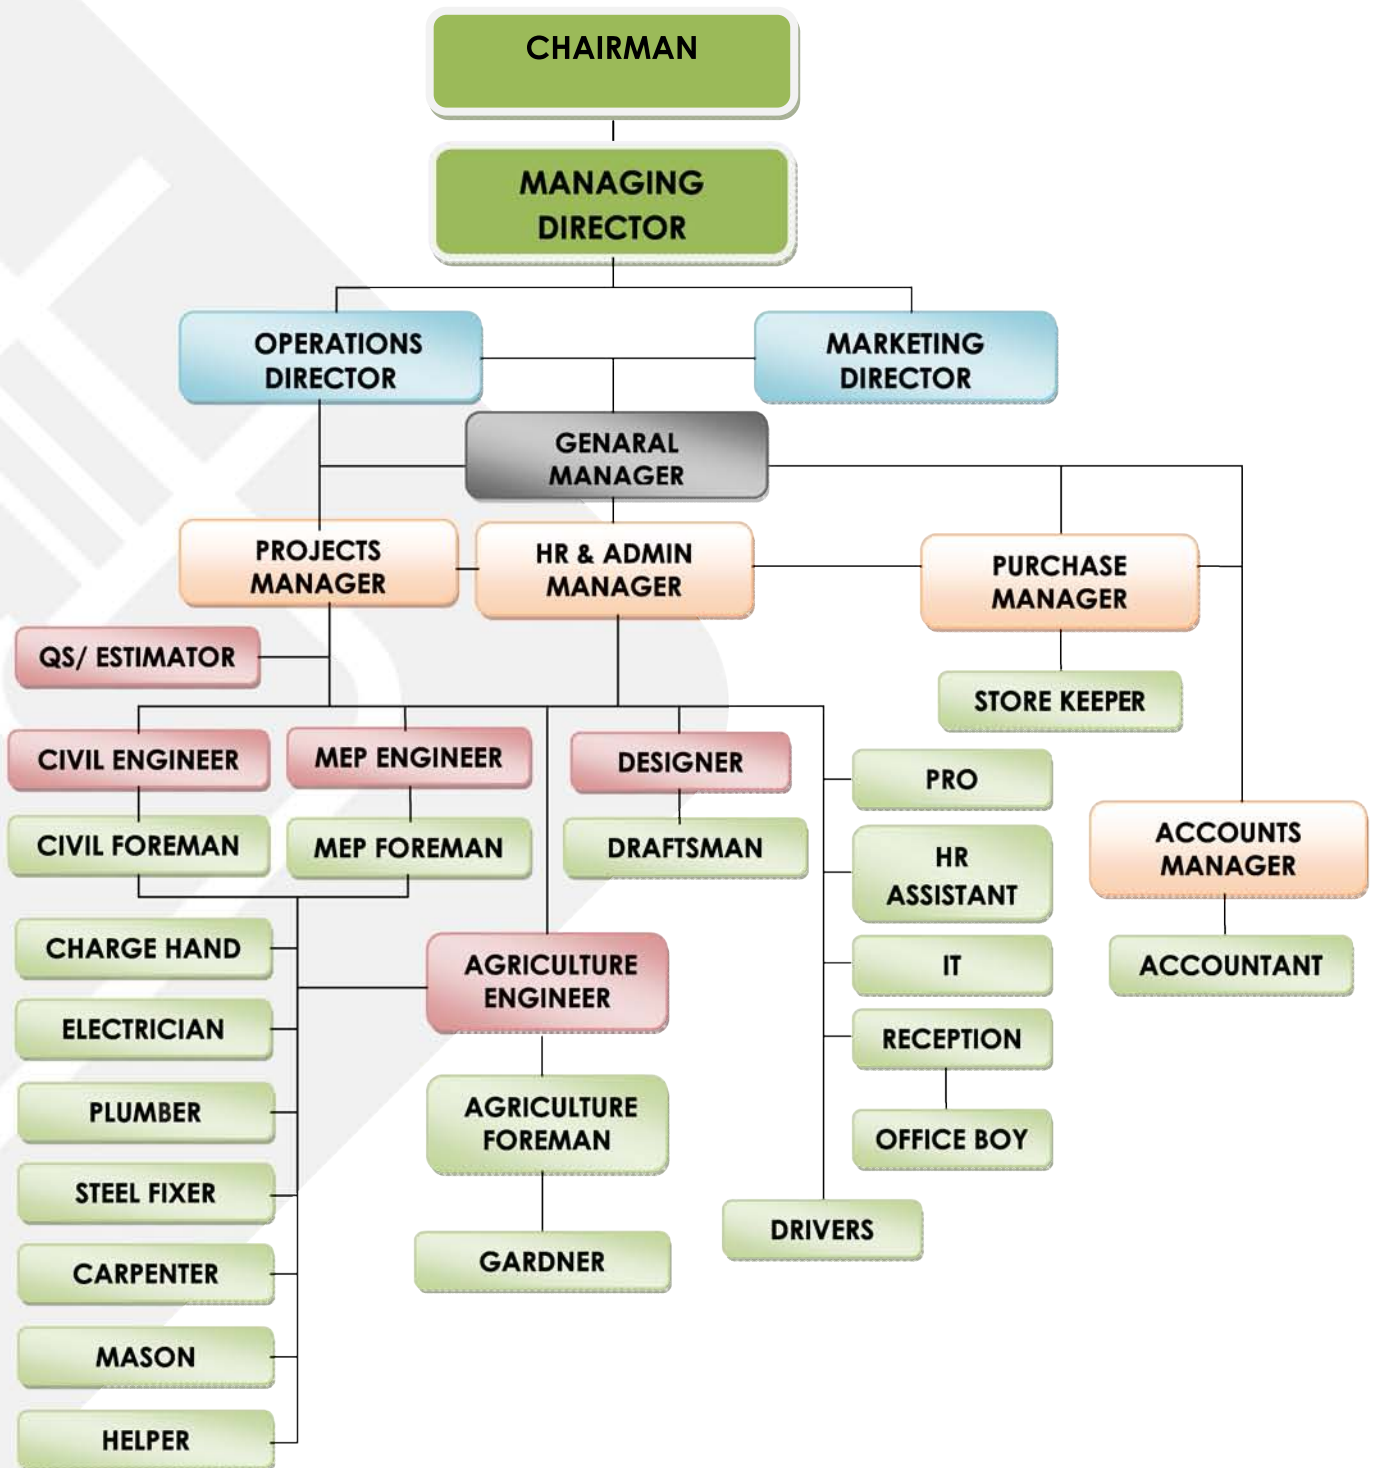 CHAIRMAN
MANAGING
DIRECTOR
OPERATIONS
DIRECTOR
MARKETING
DIRECTOR
GENARAL
MANAGER
PROJECTS
MANAGER
HR & ADMIN
MANAGER
PURCHASE
MANAGER
QS/ ESTIMATOR
STORE KEEPER
CIVIL ENGINEER
MEP ENGINEER
DESIGNER
PRO
CIVIL FOREMAN
MEP FOREMAN
DRAFTSMAN
HR
ASSISTANT
ACCOUNTS
MANAGER
CHARGE HAND
AGRICULTURE
ENGINEER
IT
ACCOUNTANT
ELECTRICIAN
RECEPTION
PLUMBER
AGRICULTURE
FOREMAN
OFFICE BOY
STEEL FIXER
DRIVERS
CARPENTER
GARDNER
MASON
HELPER